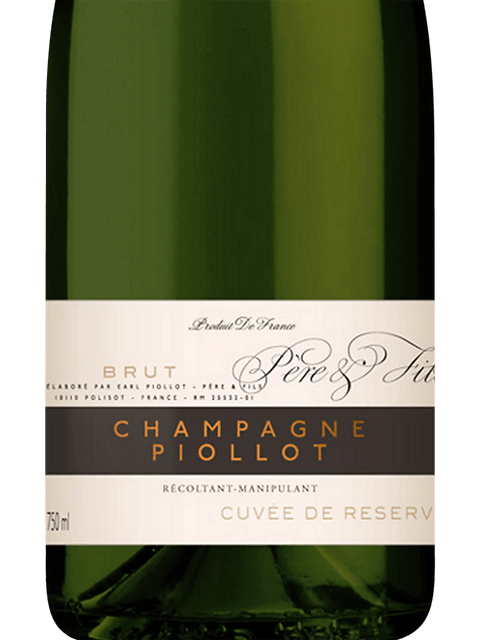 Produit De France
BRUT
Père & Fils
ÉLABORÉ PAR EARL PIOLLOT - PÈRE & FILS
10110 POLISOT - FRANCE - RM 25532-01
CHAMPAGNE
PIOLLOT
RÉCOLTANT-MANIPULANT
750 ml
CUVÉE DE RESERV